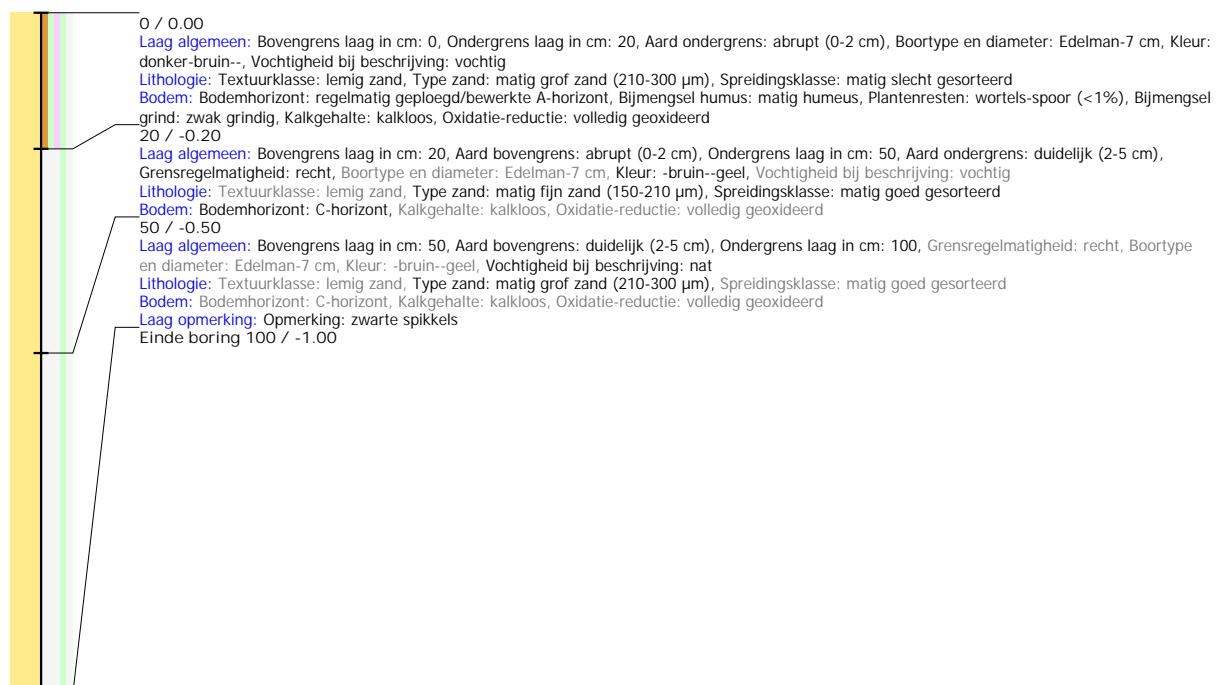 0 / 0.00
Laag algemeen: Bovengrens laag in cm: 0, Ondergrens laag in cm: 20, Aard ondergrens: abrupt (0-2 cm), Boortype en diameter: Edelman-7 cm, Kleur:
donker-bruin--, Vochtigheid bij beschrijving: vochtig
Lithologie: Textuurklasse: lemig zand, Type zand: matig grof zand (210-300 µm), Spreidingsklasse: matig slecht gesorteerd
Bodem: Bodemhorizont: regelmatig geploegd/bewerkte A-horizont, Bijmengsel humus: matig humeus, Plantenresten: wortels-spoor (<1%), Bijmengsel
grind: zwak grindig, Kalkgehalte: kalkloos, Oxidatie-reductie: volledig geoxideerd
20 / -0.20
Laag algemeen: Bovengrens laag in cm: 20, Aard bovengrens: abrupt (0-2 cm), Ondergrens laag in cm: 50, Aard ondergrens: duidelijk (2-5 cm),
Grensregelmatigheid: recht, Boortype en diameter: Edelman-7 cm, Kleur: -bruin--geel, Vochtigheid bij beschrijving: vochtig
Lithologie: Textuurklasse: lemig zand, Type zand: matig fijn zand (150-210 µm), Spreidingsklasse: matig goed gesorteerd
Bodem: Bodemhorizont: C-horizont, Kalkgehalte: kalkloos, Oxidatie-reductie: volledig geoxideerd
50 / -0.50
Laag algemeen: Bovengrens laag in cm: 50, Aard bovengrens: duidelijk (2-5 cm), Ondergrens laag in cm: 100, Grensregelmatigheid: recht, Boortype
en diameter: Edelman-7 cm, Kleur: -bruin--geel, Vochtigheid bij beschrijving: nat
Lithologie: Textuurklasse: lemig zand, Type zand: matig grof zand (210-300 µm), Spreidingsklasse: matig goed gesorteerd
Bodem: Bodemhorizont: C-horizont, Kalkgehalte: kalkloos, Oxidatie-reductie: volledig geoxideerd
Laag opmerking: Opmerking: zwarte spikkels
Einde boring 100 / -1.00